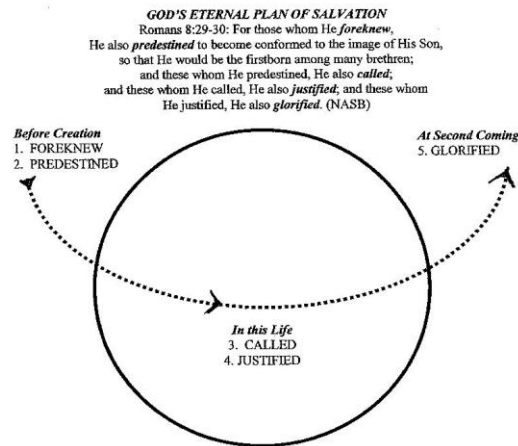 GOD'S ETERNAL PLAN OF SALVATION
Romans 8:29-30: For those whom He foreknew,
He also predestined to become conformed to the image of His Son,
so that He would be the firstborn among many brethren;
and these whom He predestined, He also called;
and these whom He called, He also justified; and these whom
He justified, He also glorified. (NASB)
Before Creation
1. FOREKNEW
2. PREDESTINED
At Second Coming
5. GLORIFIED
In this Life
3. CALLED
4. JUSTIFIED